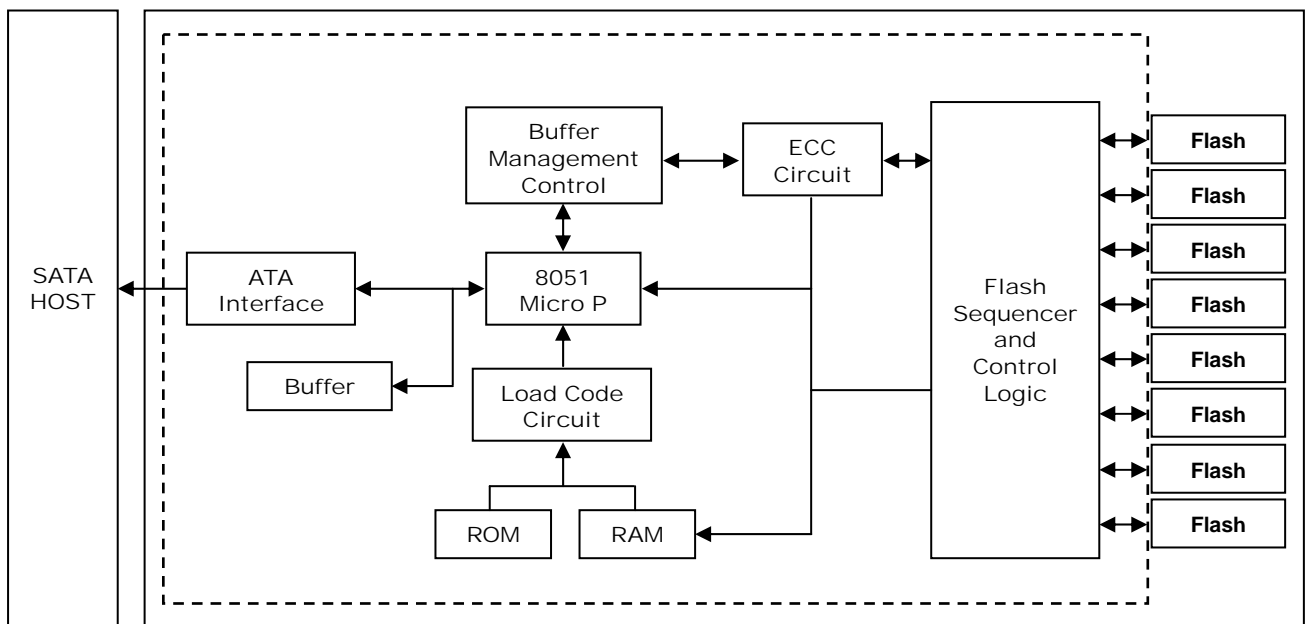 SATA
HOST
ATA
Interface
Buffer
Buffer
Management
Control
8051
Micro P
Load Code
Circuit
ROM
RAM
ECC
Circuit
Flash
Sequencer
and
Control
Logic
Flash
Flash
Flash
Flash
Flash
Flash
Flash
Flash